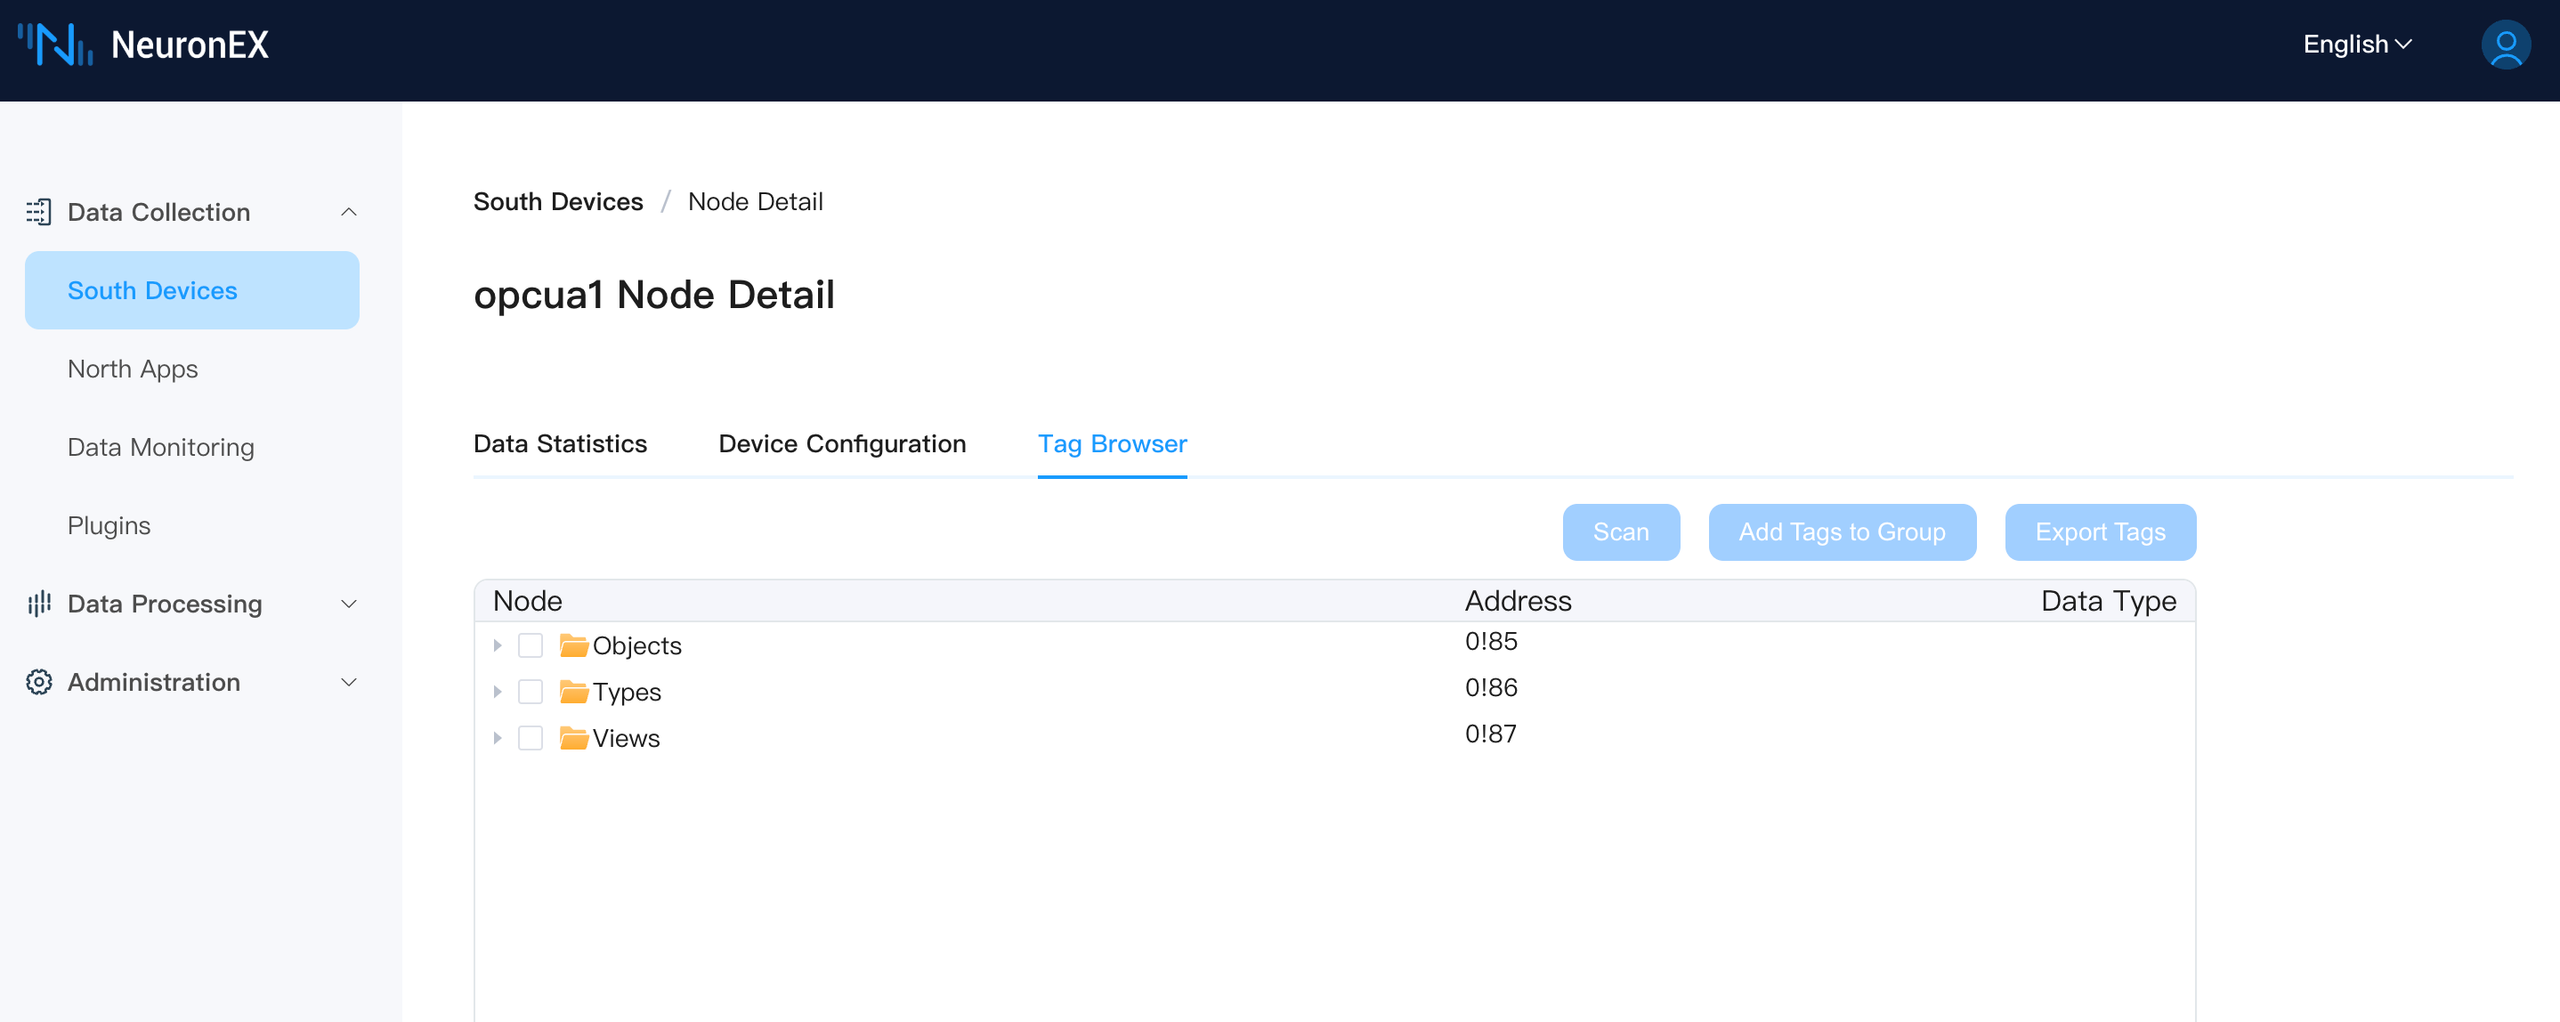 NeuronEX
English
Data Collection
South Devices
North Apps
Data Monitoring
Plugins
Data Processing
Administration
South Devices / Node Detail
opcua1 Node Detail
Data Statistics Device Configuration Tag Browser
Scan Add Tags to Group Export Tags
Node Address Data Type
Objects 0!85
Types 0!86
Views 0!87